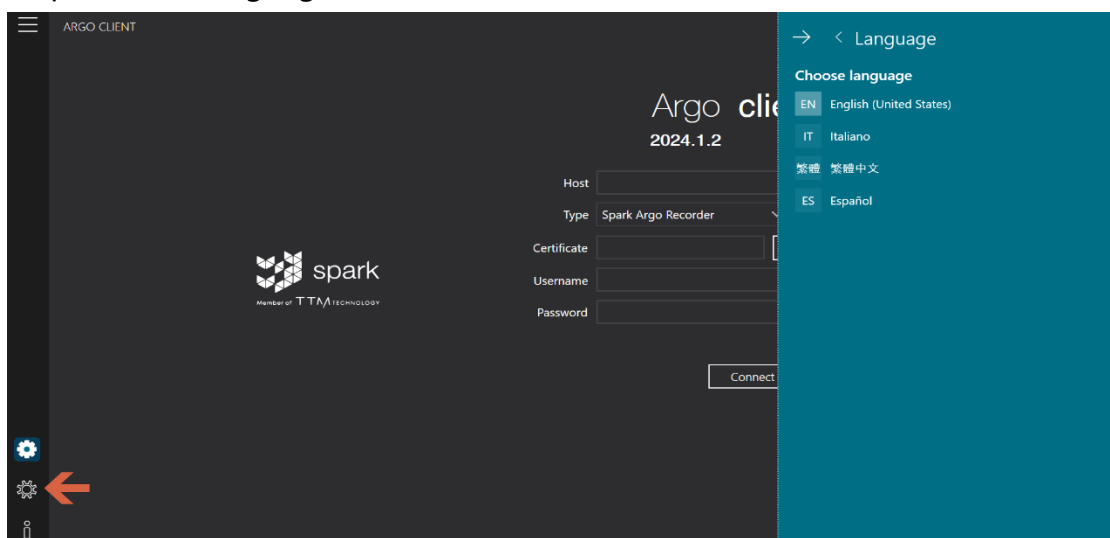 ARGO CLIENT
Argo clie
2024.1.2
Host
Type Spark Argo Recorder
Certificate
Username
Password
Connect
spark
Member of TTM TECHNOLOGY
Language
Choose language
EN English (United States)
IT Italiano
繁體 繁體中文
ES Español